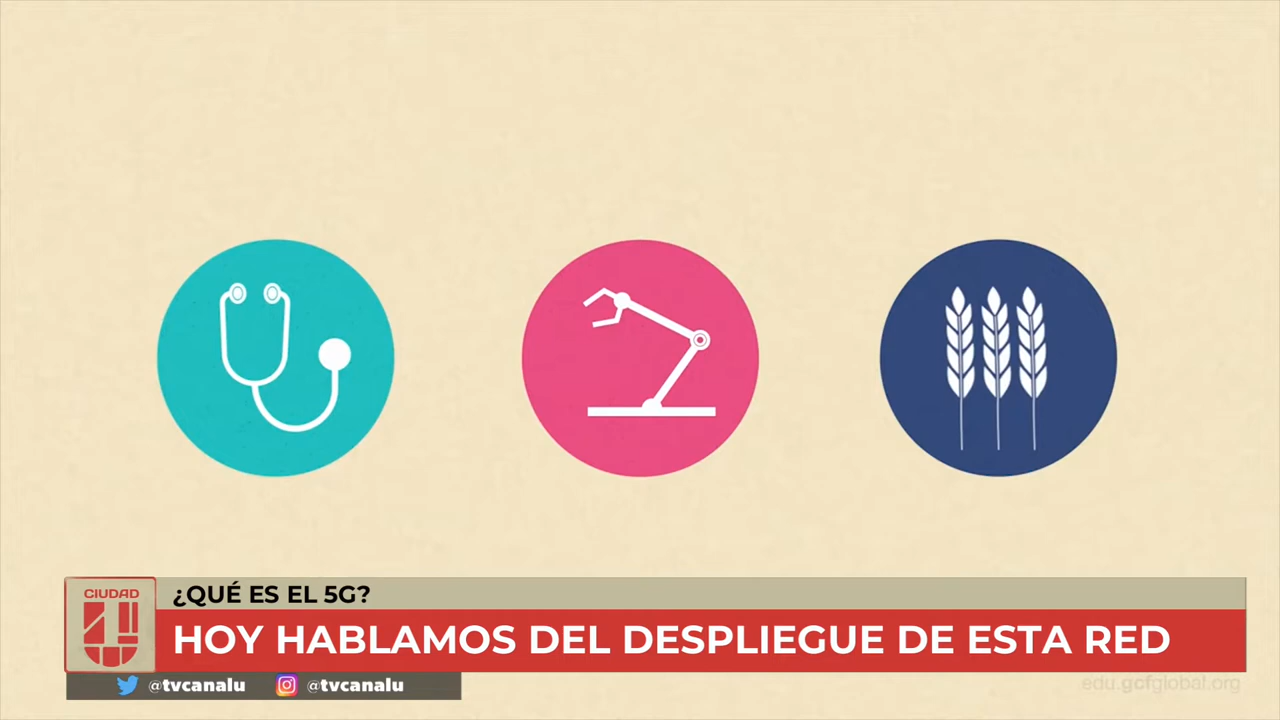 CIUDAD
¿QUÉ ES EL 5G?
HOY HABLAMOS DEL DESPLIEGUE DE ESTA RED
@tvcanalu @tvcanalu
edu.gcfglobal.org